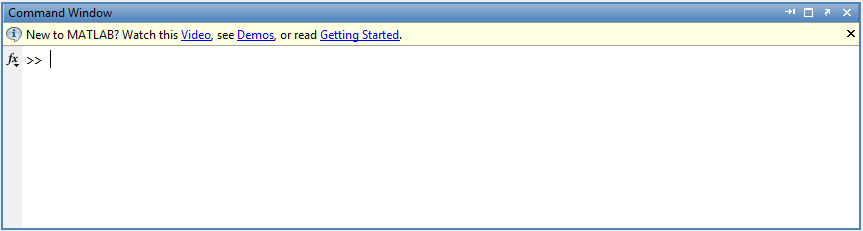 Command Window
New to MATLAB? Watch this Video, see Demos, or read Getting Started.
fx >>